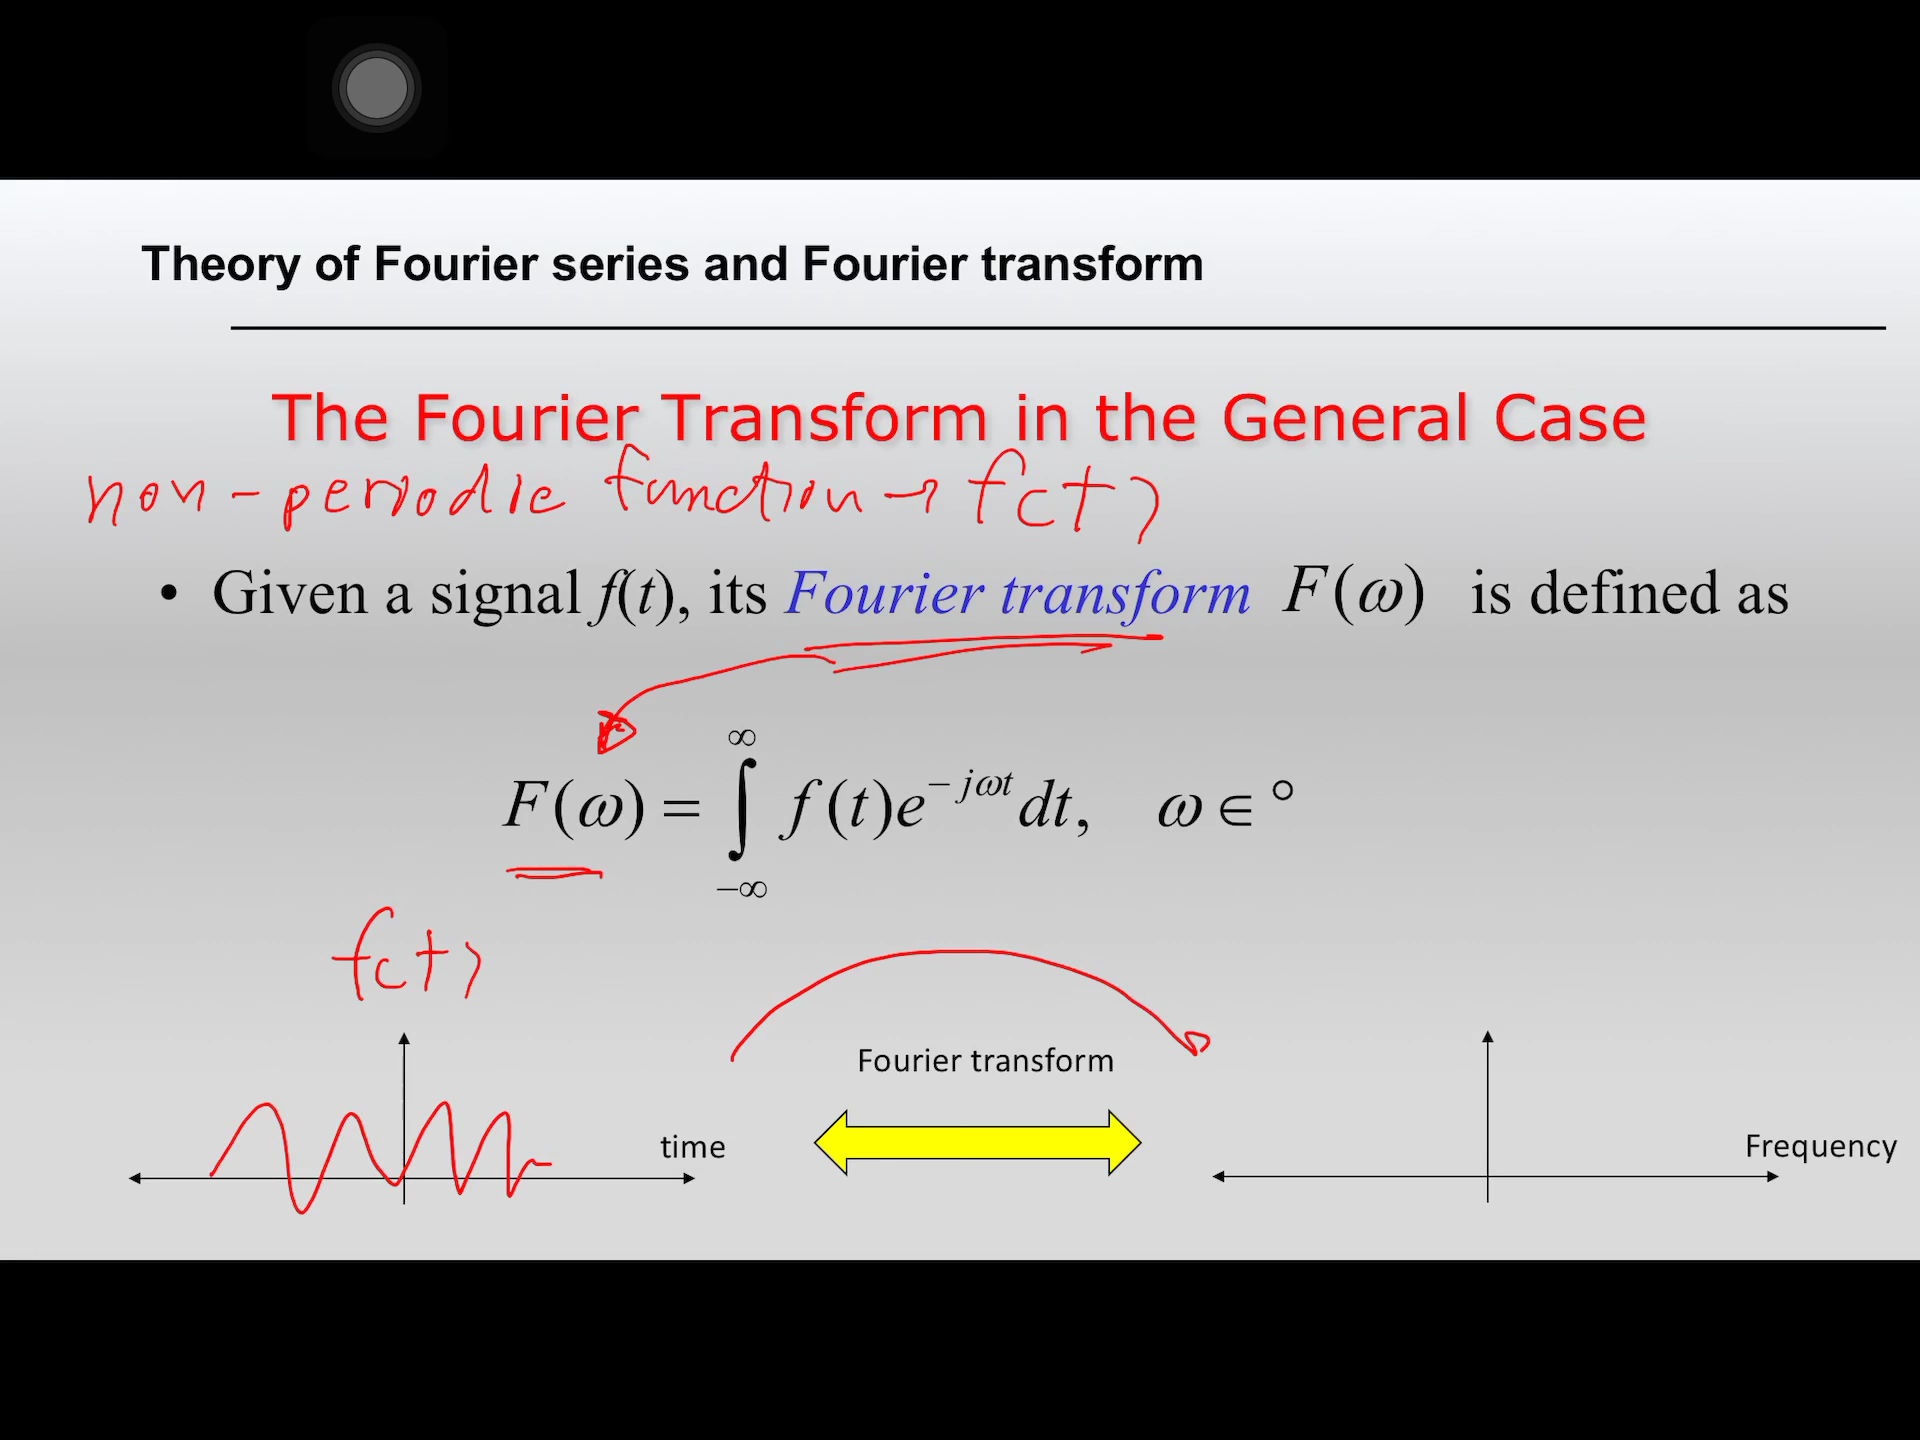 Theory of Fourier series and Fourier transform
The Fourier Transform in the General Case
non-periodic function → f(t)
• Given a signal f(t), its Fourier transform F(ω) is defined as
F(ω) = ∫_{-∞}^{∞} f(t)e^{-jωt} dt, ω ∈ °
f(t)
Fourier transform
time
Frequency